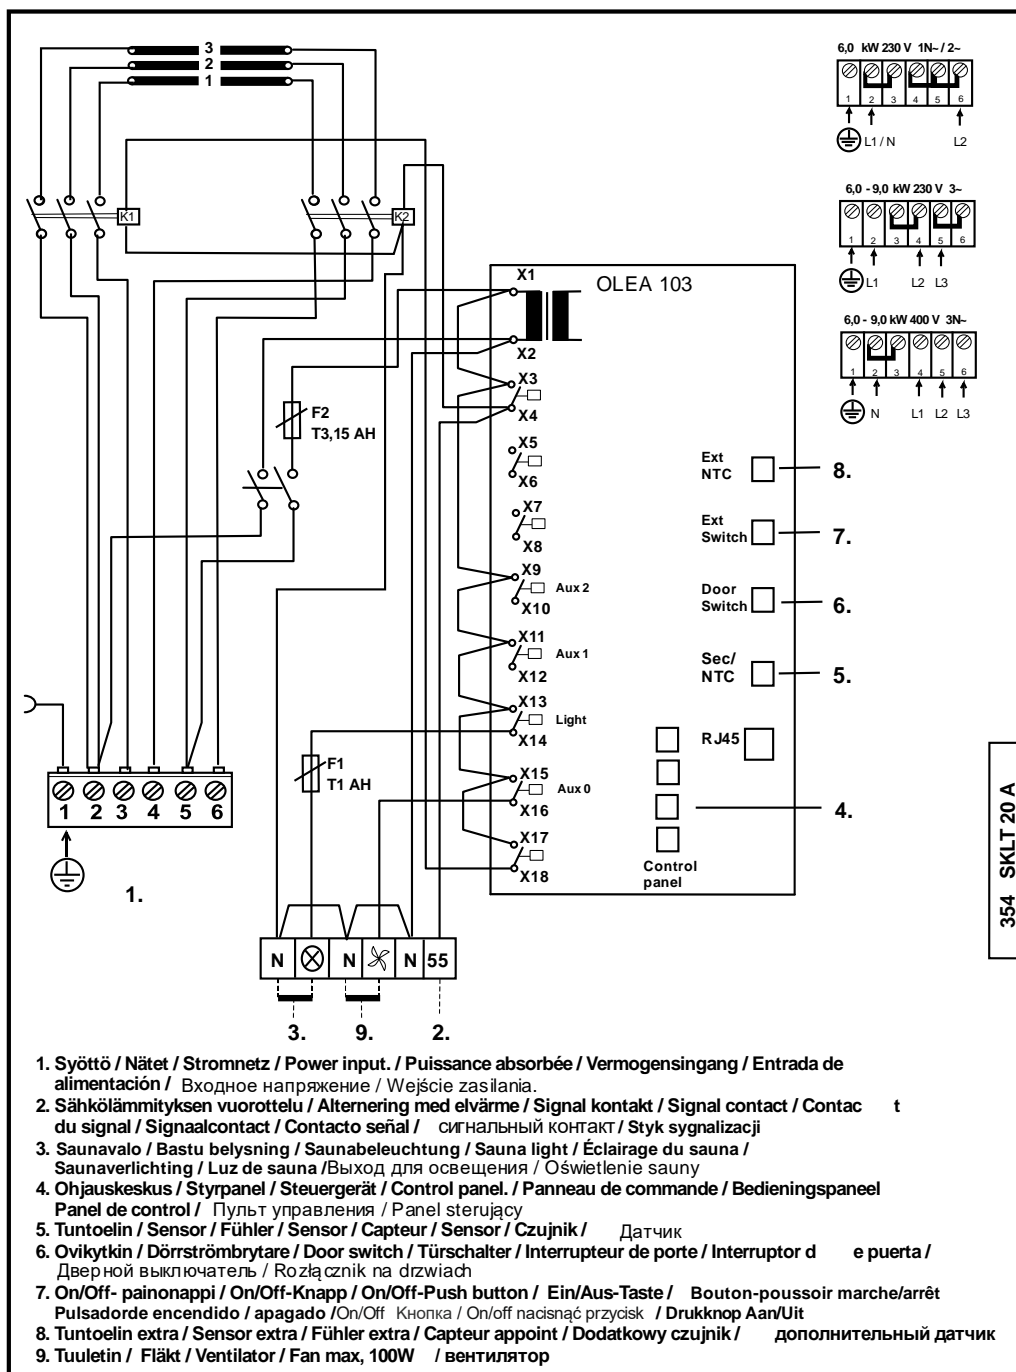 3
2
1
K1
K2
6,0 kW 230 V 1N~ / 2~
1 2 3 4 5 6
L1 / N L2
6,0 - 9,0 kW 230 V 3~
1 2 3 4 5 6
L1 L2 L3
6,0 - 9,0 kW 400 V 3N~
1 2 3 4 5 6
N L1 L2 L3
OLEA 103
X1
X2
X3
X4
X5
X6
X7
X8
X9
Aux 2
X10
X11
Aux 1
X12
X13
Light
X14
X15
Aux 0
X16
X17
X18
F2
T3,15 AH
F1
T1 AH
Ext
NTC
8.
Ext
Switch
7.
Door
Switch
6.
Sec/
NTC
5.
RJ45
4.
Control
panel
354 SKLT 20 A
1 2 3 4 5 6
1.
N N N 55
3. 9. 2.
1. Syöttö / Nätet / Stromnetz / Power input. / Puissance absorbée / Vermogensingang / Entrada de
alimentación / Входное напряжение / Wejście zasilania.
2. Sähkölämmityksen vuorottelu / Alternering med elvärme / Signal kontakt / Signal contact / Contac t
du signal / Signaalcontact / Contacto señal / сигнальный контакт / Styk sygnalizacji
3. Saunavalo / Bastu belysning / Saunabeleuchtung / Sauna light / Éclairage du sauna /
Saunaverlichting / Luz de sauna /Выход для освещения / Oświetlenie sauny
4. Ohjauskeskus / Styrpanel / Steuergerät / Control panel. / Panneau de commande / Bedieningspaneel
Panel de control / Пульт управления / Panel sterujący
5. Tuntoelin / Sensor / Fühler / Sensor / Capteur / Sensor / Czujnik / Датчик
6. Ovikytkin / Dörrströmbrytare / Door switch / Türschalter / Interrupteur de porte / Interruptor d e puerta /
Дверной выключатель / Rozłącznik na drzwiach
7. On/Off- painonappi / On/Off-Knapp / On/Off-Push button / Ein/Aus-Taste / Bouton-poussoir marche/arrêt
Pulsadorde encendido / apagado /On/Off Кнопка / On/off nacisnąć przycisk / Drukknop Aan/Uit
8. Tuntoelin extra / Sensor extra / Fühler extra / Capteur appoint / Dodatkowy czujnik / дополнительный датчик
9. Tuuletin / Fläkt / Ventilator / Fan max, 100W / вентилятор